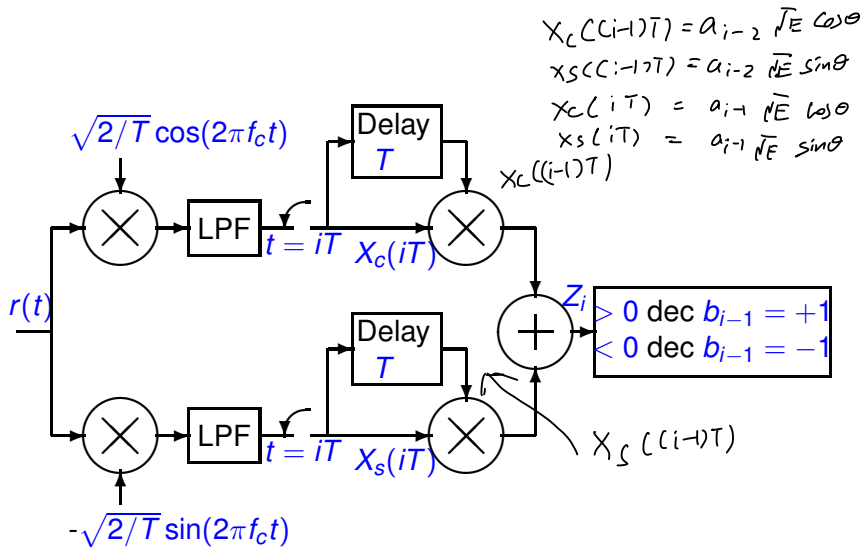 Xc((i-1)T) = a_{i-2} √E cosθ
xs((i-1)T) = a_{i-2} √E sinθ
xc(iT) = a_{i-1} √E cosθ
xs(iT) = a_{i-1} √E sinθ
√2/T cos(2πf_ct)
Delay
T
xc((i-1)T)
LPF
t = iT
X_c(iT)
r(t)
Z_i
> 0 dec b_{i−1} = +1
< 0 dec b_{i−1} = −1
Delay
T
LPF
t = iT
X_s(iT)
Xs((i-1)T)
-√2/T sin(2πf_ct)